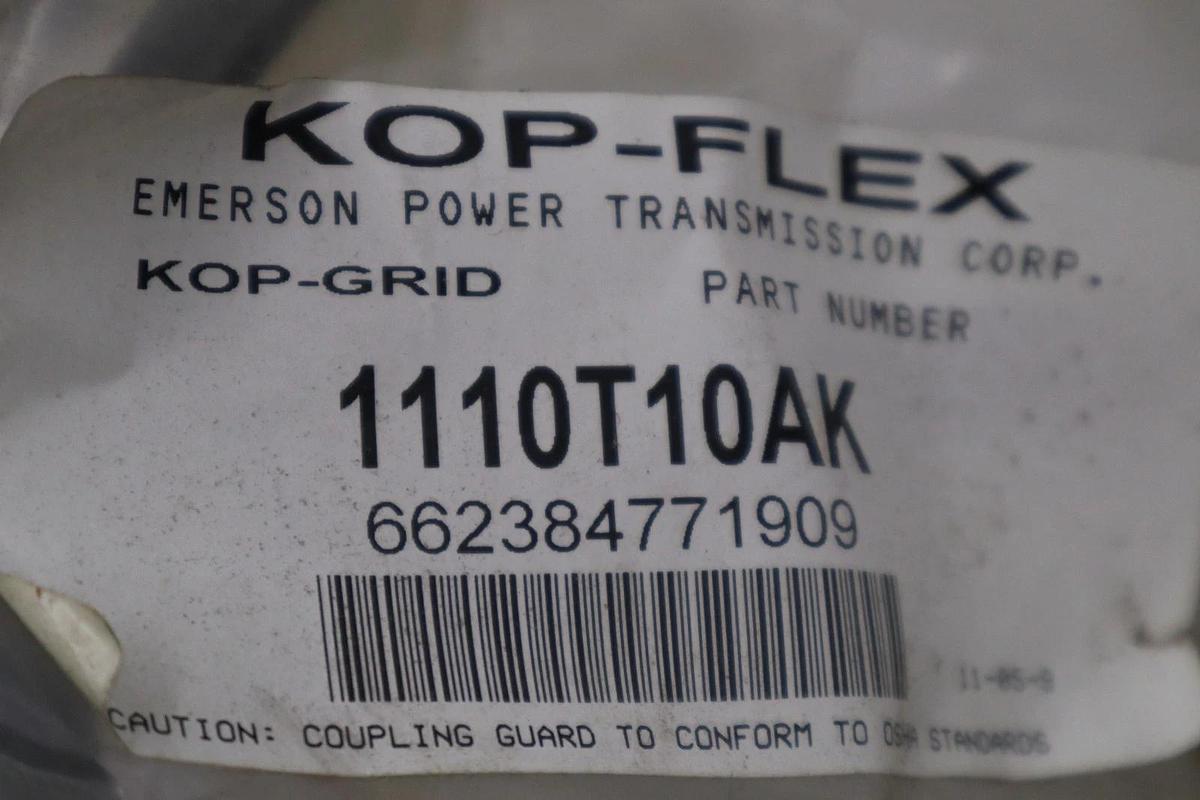 KOP-FLEX
EMERSON POWER TRANSMISSION CORP.
KOP-GRID PART NUMBER
1110T10AK
662384771909
CAUTION: COUPLING GUARD TO CONFORM TO OSHA STANDARDS